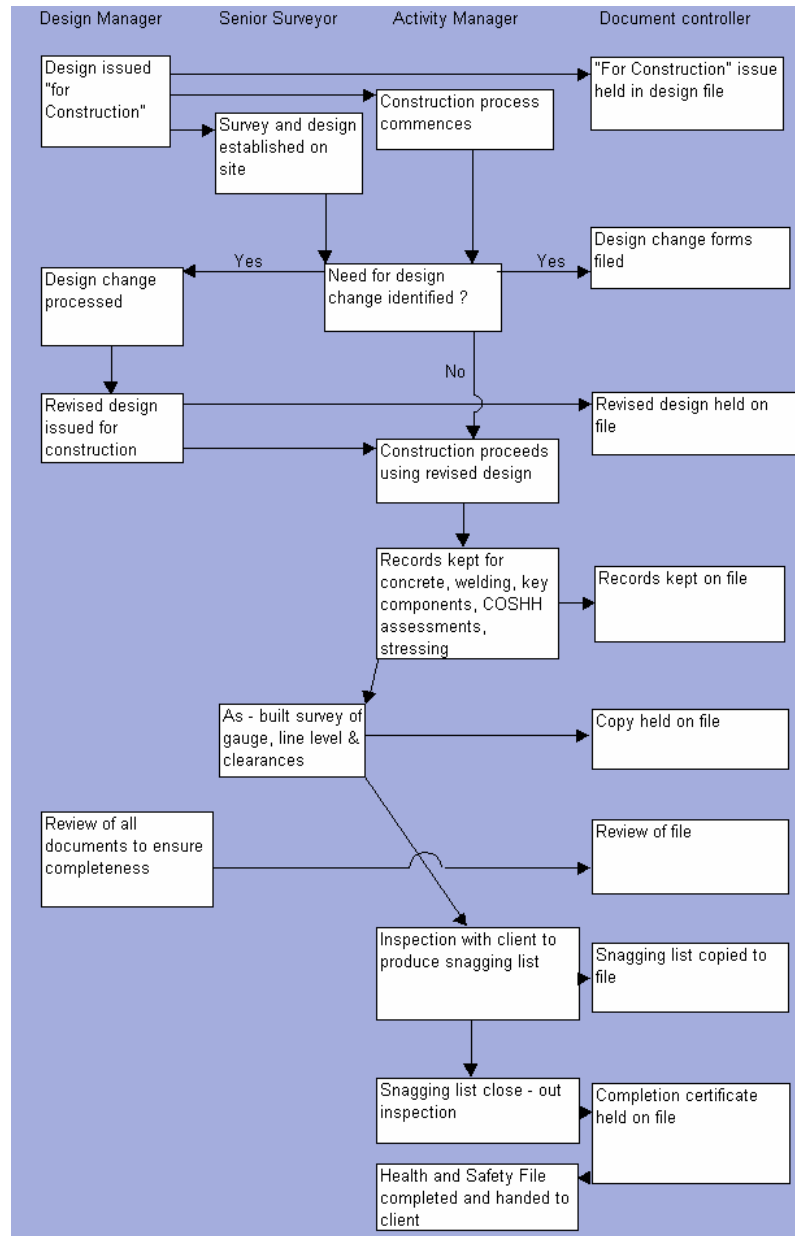 Design Manager
Senior Surveyor
Activity Manager
Document controller
Design issued
"for
Construction"
"For Construction" issue
held in design file
Construction process
commences
Survey and design
established on
site
Design change forms
filed
Yes
Yes
Need for design
change identified ?
Design change
processed
No
Revised design
issued for
construction
Revised design held on
file
Construction proceeds
using revised design
Records kept for
concrete, welding, key
components, COSHH
assessments,
stressing
Records kept on file
As - built survey of
gauge, line level &
clearances
Copy held on file
Review of all
documents to ensure
completeness
Review of file
Inspection with client to
produce snagging list
Snagging list copied to
file
Snagging list close - out
inspection
Completion certificate
held on file
Health and Safety File
completed and handed to
client